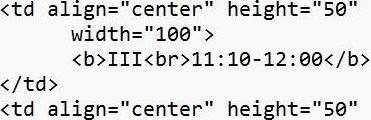 <td align="center" height="50"
width="100">
<b>III<br>11:10-12:00</b>
</td>
<td align="center" height="50"